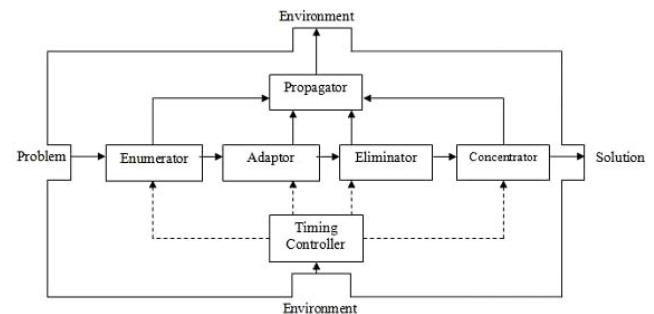 Environment
Propagator
Problem
Enumerator
Adaptor
Eliminator
Concentrator
Solution
Timing
Controller
Environment